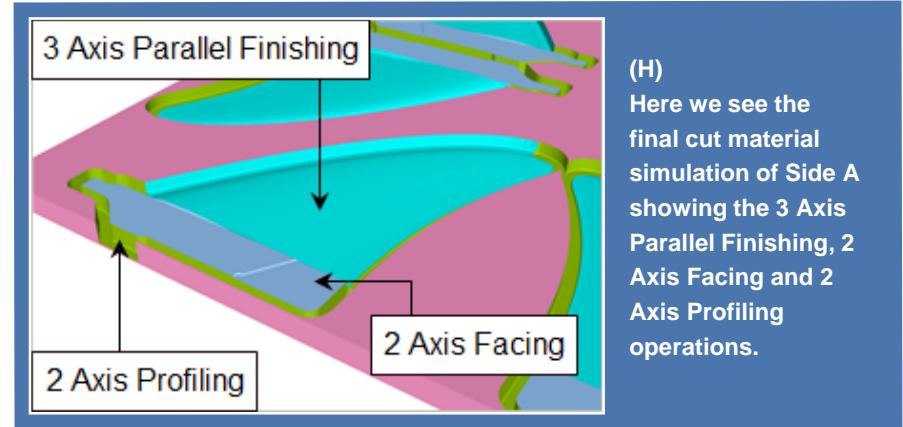 3 Axis Parallel Finishing
2 Axis Facing
2 Axis Profiling
(H)
Here we see the
final cut material
simulation of Side A
showing the 3 Axis
Parallel Finishing, 2
Axis Facing and 2
Axis Profiling
operations.